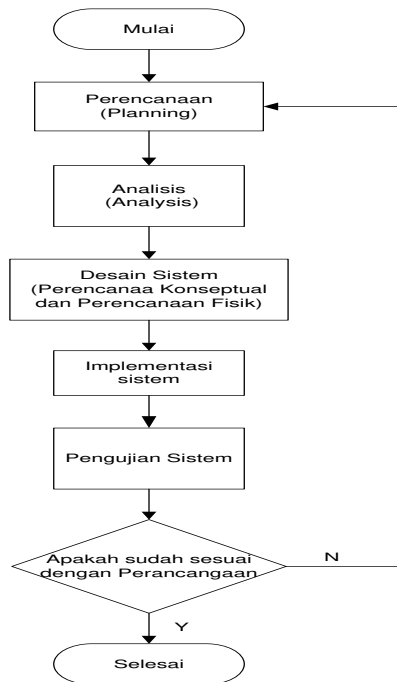 Mulai
Perencanaan
(Planning)
Analisis
(Analysis)
Desain Sistem
(Perencanaa Konseptual
dan Perencanaan Fisik)
Implementasi
sistem
Pengujian Sistem
Apakah sudah sesuai
dengan Perancangaan
N
Y
Selesai